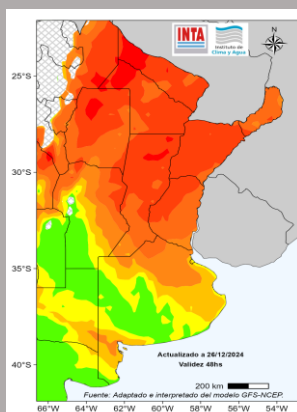 INTA
Instituto de
Clima y Agua
N
25°S
30°S
35°S
40°S
Actualizado a 26/12/2024
Validez 48hs
200 km
Fuente: Adaptado e interpretado del modelo GFS-NCEP.
66°W 64°W 62°W 60°W 58°W 56°W 54°W